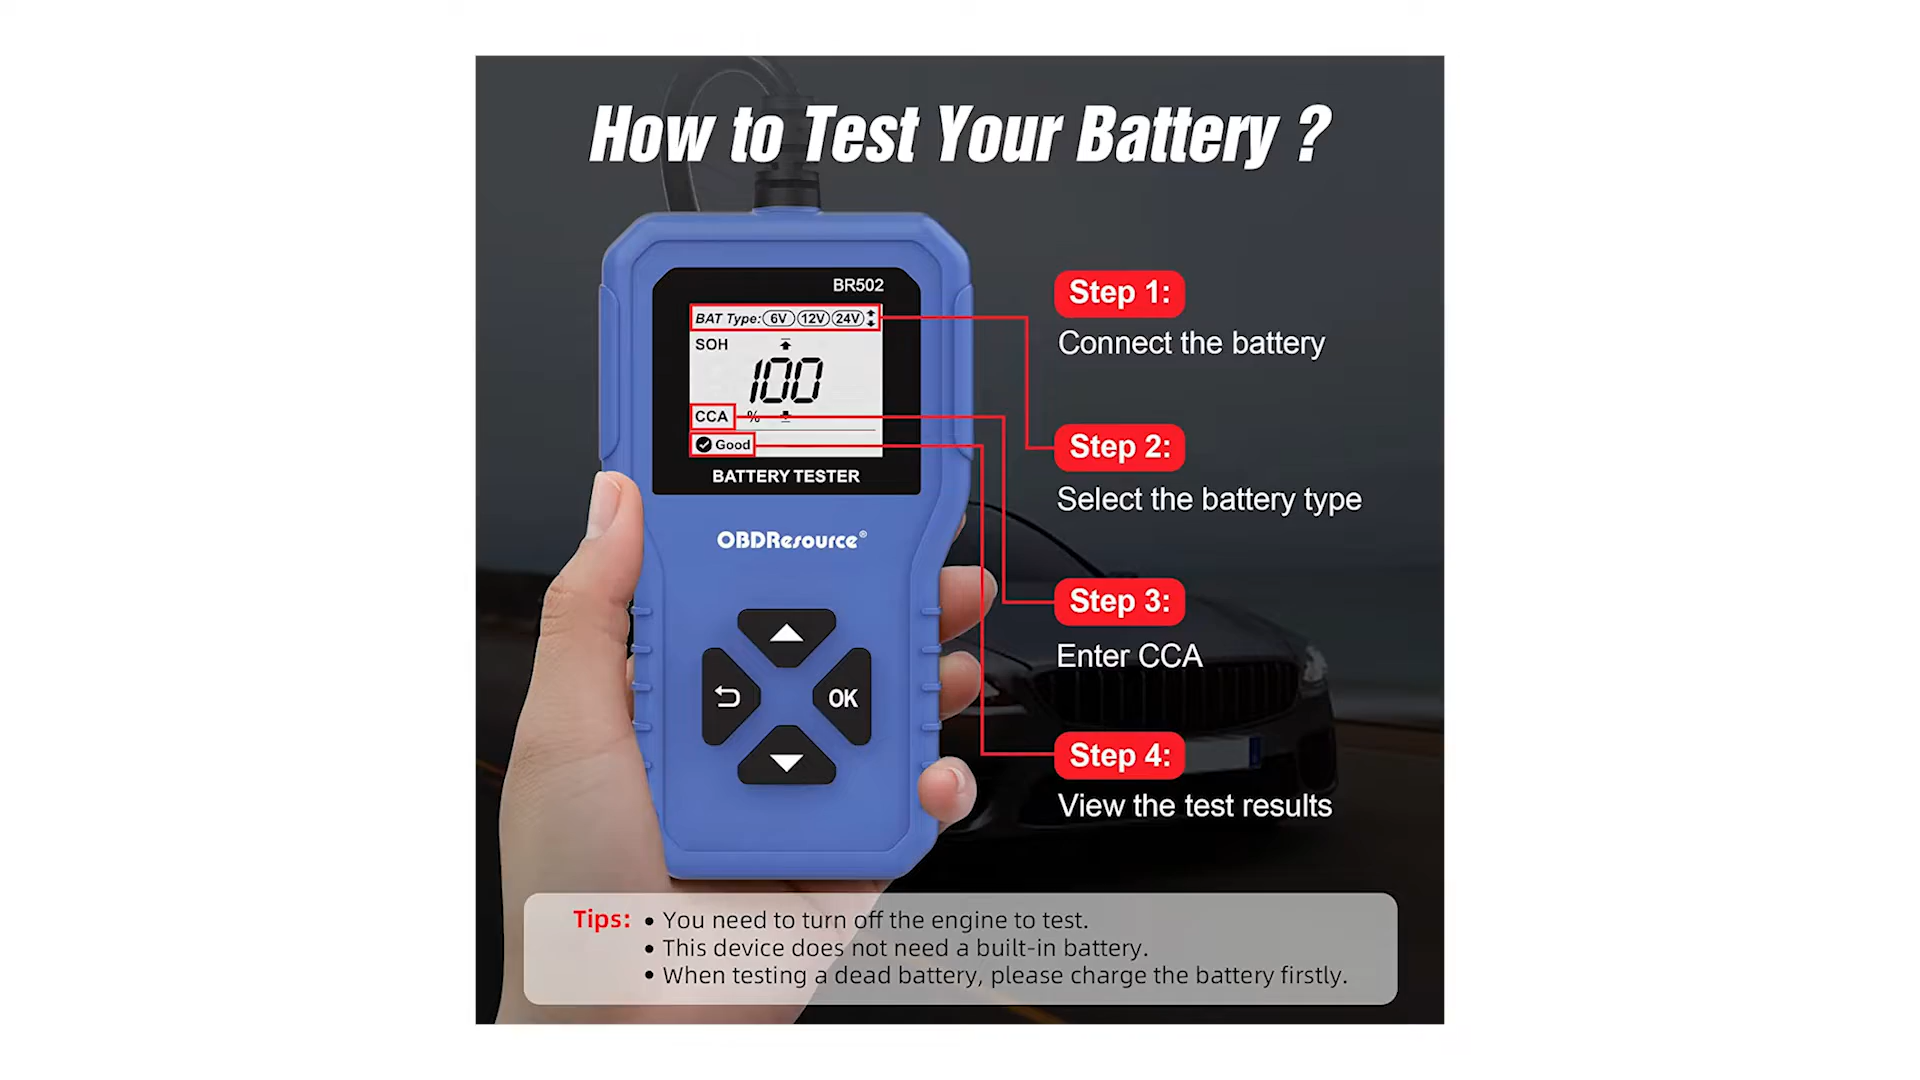 How to Test Your Battery ?
BR502
BAT Type: 6V 12V 24V
SOH
100
CCA %
Good
BATTERY TESTER
OBDResource®
OK
Step 1:
Connect the battery
Step 2:
Select the battery type
Step 3:
Enter CCA
Step 4:
View the test results
Tips: • You need to turn off the engine to test.
• This device does not need a built-in battery.
• When testing a dead battery, please charge the battery firstly.